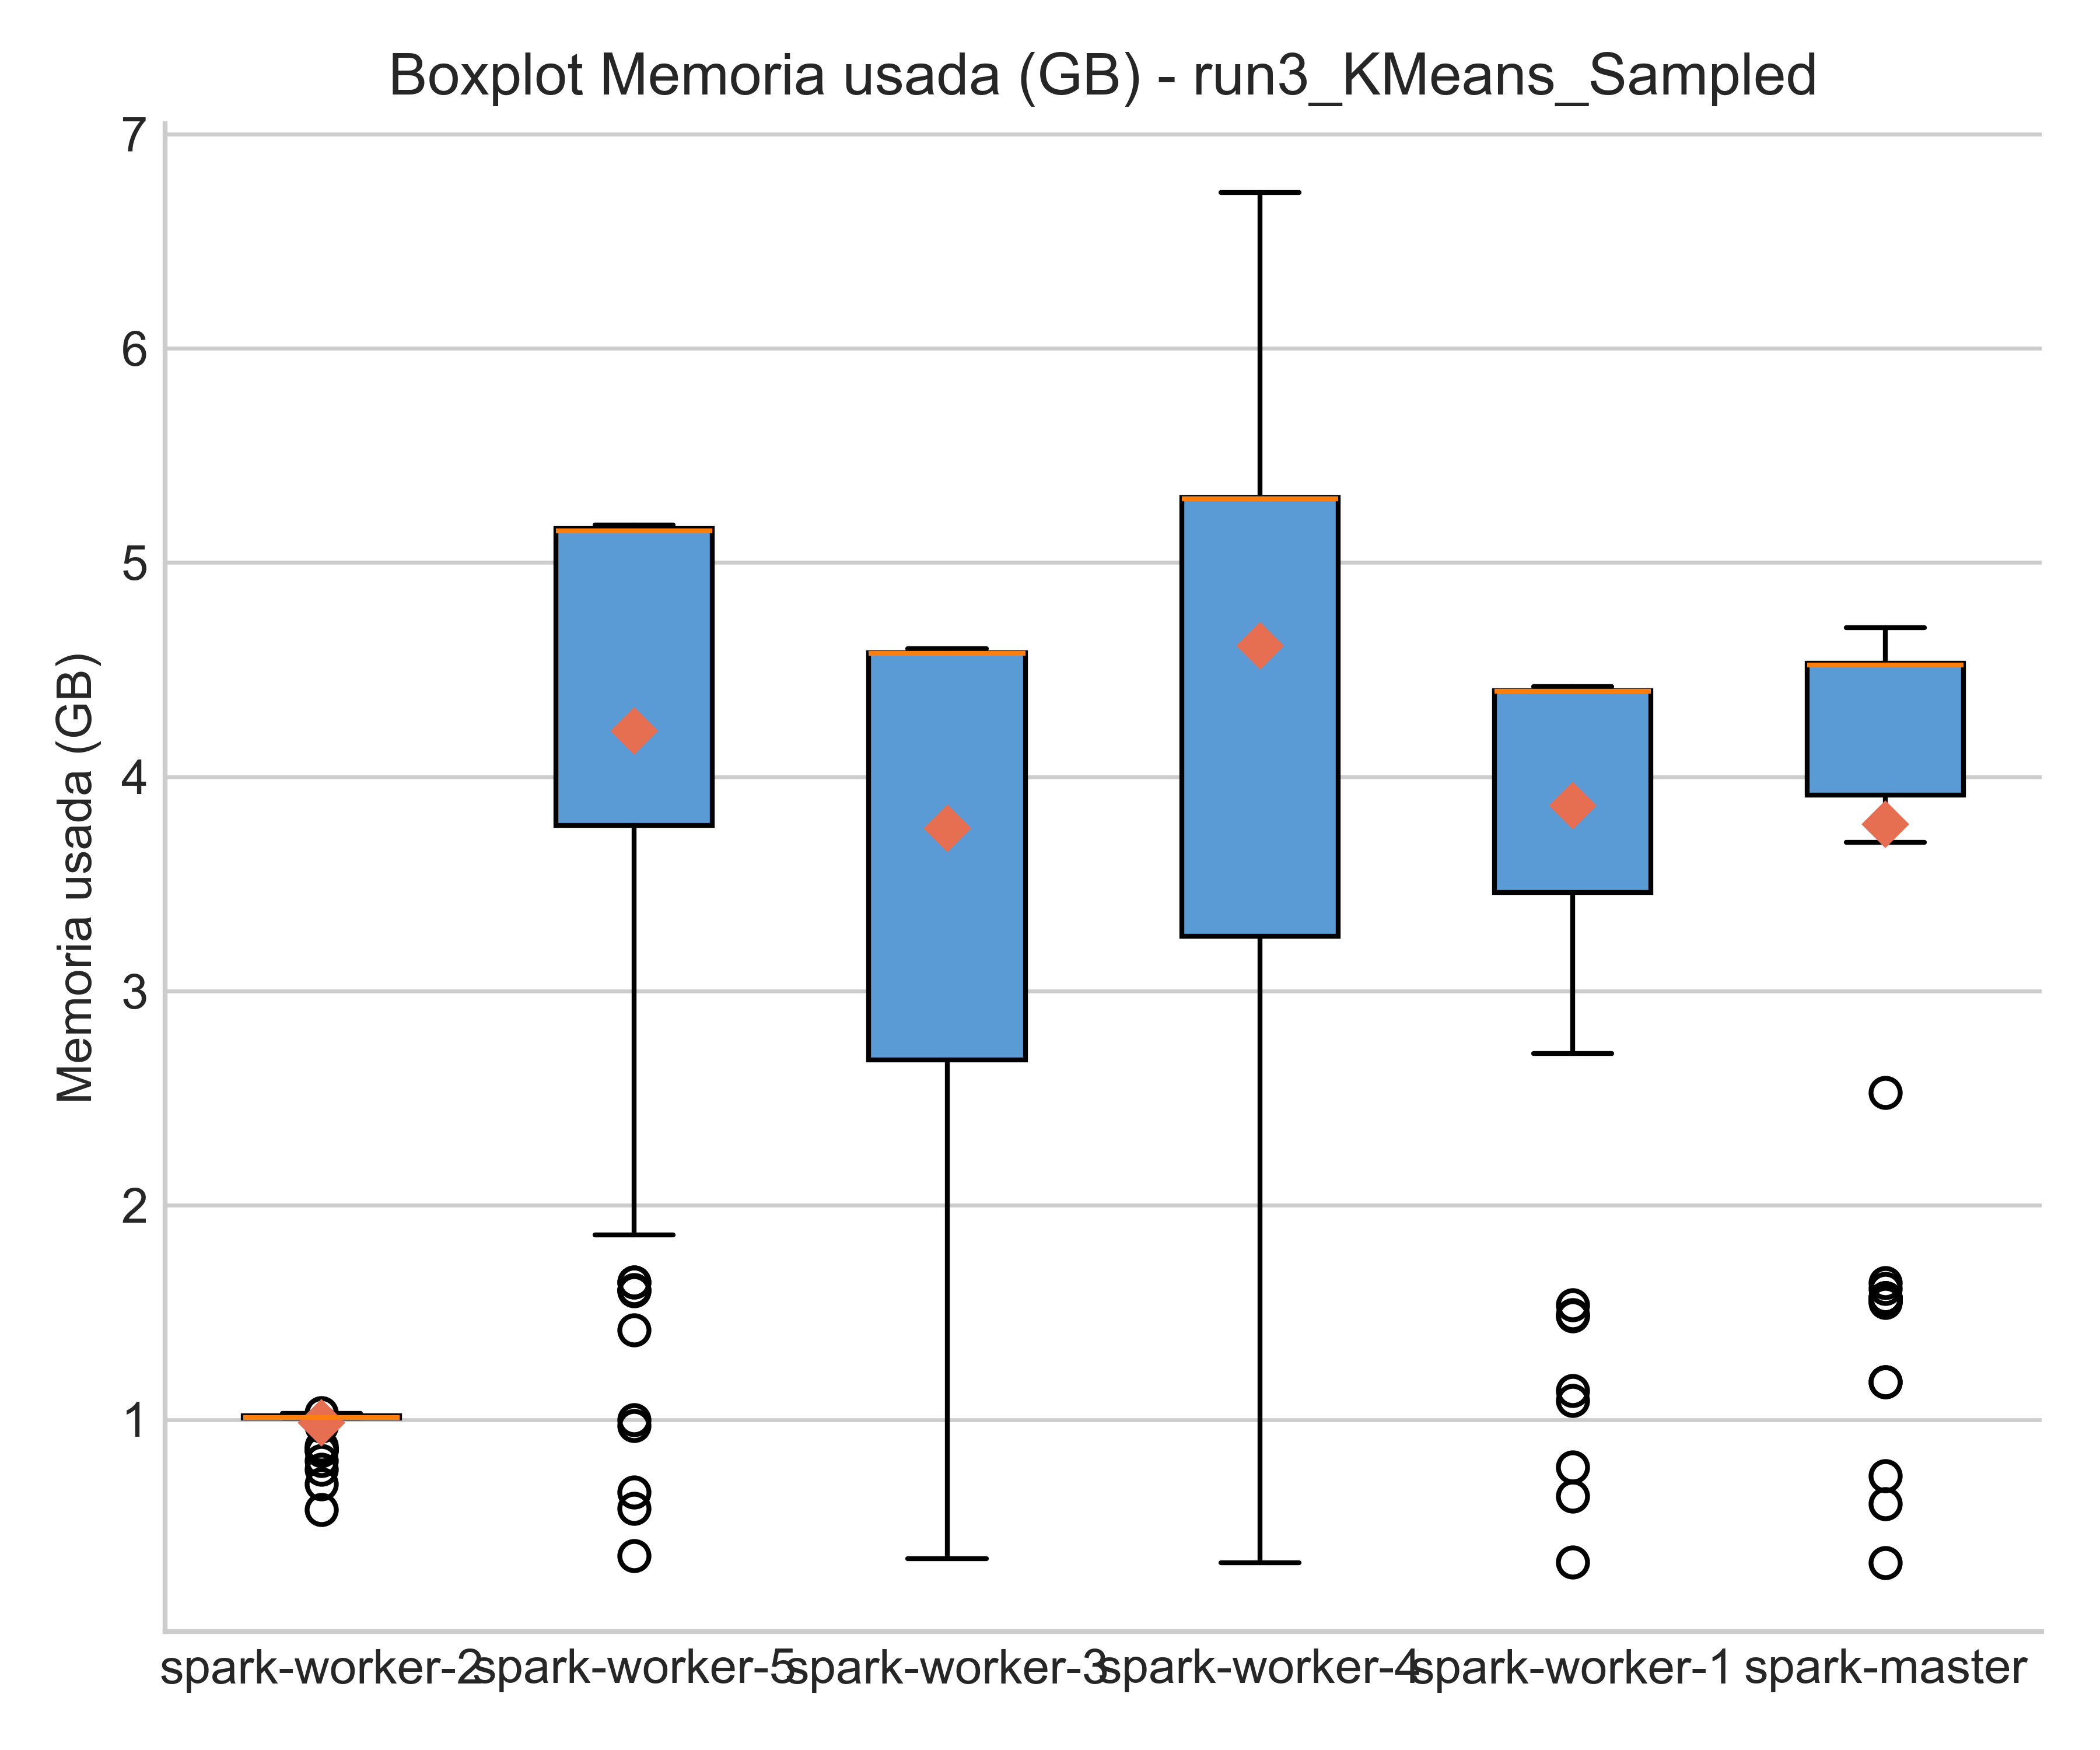 Boxplot Memoria usada (GB) - run3_KMeans_Sampled
Memoria usada (GB)
7
6
5
4
3
2
1
spark-worker-2
spark-worker-5
spark-worker-3
spark-worker-4
spark-worker-1
spark-master